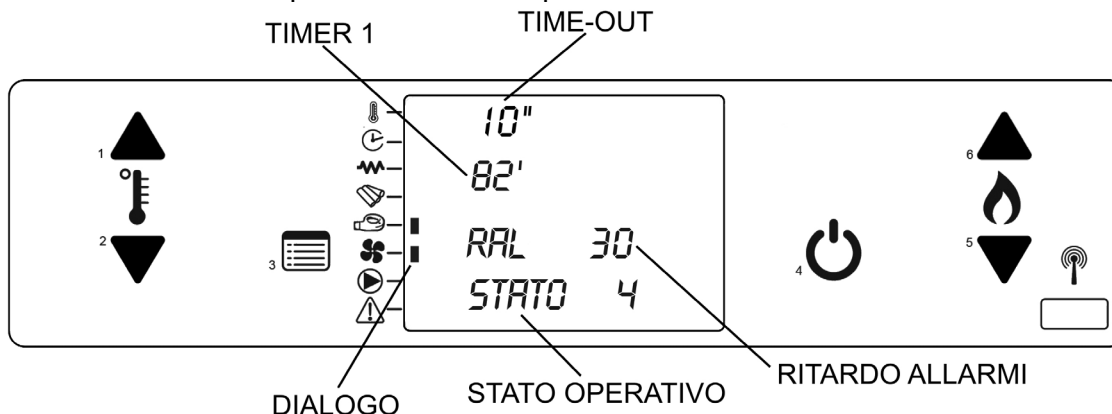 TIME-OUT
TIMER 1
10"
82'
RAL 30
STATO 4
1
2
3
4
6
5
DIALOGO
STATO OPERATIVO
RITARDO ALLARMI